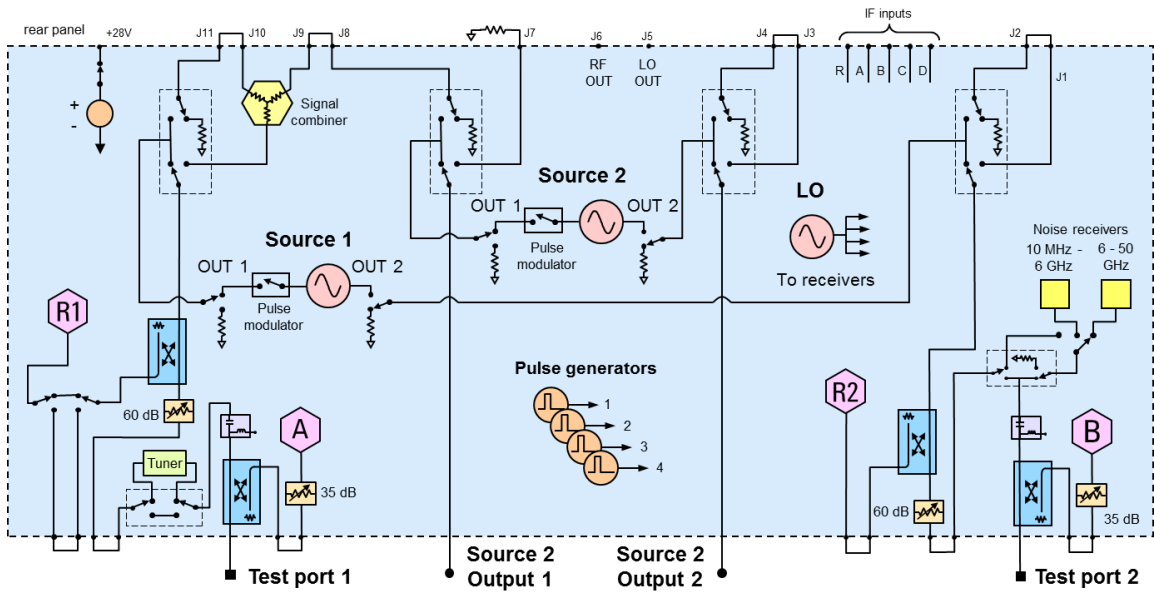 rear panel
+28V
J11
J10
J9
J8
J7
J6
J5
J4
J3
IF inputs
J2
J1
RF
OUT
LO
OUT
R
A
B
C
D
+
-
Signal
combiner
Source 2
OUT 1
OUT 2
Pulse
modulator
LO
To receivers
Noise receivers
10 MHz -
6 GHz
6 - 50
GHz
Source 1
OUT 1
OUT 2
Pulse
modulator
R1
60 dB
A
Tuner
35 dB
Pulse generators
1
2
3
4
R2
60 dB
B
35 dB
Test port 1
Source 2
Output 1
Source 2
Output 2
Test port 2